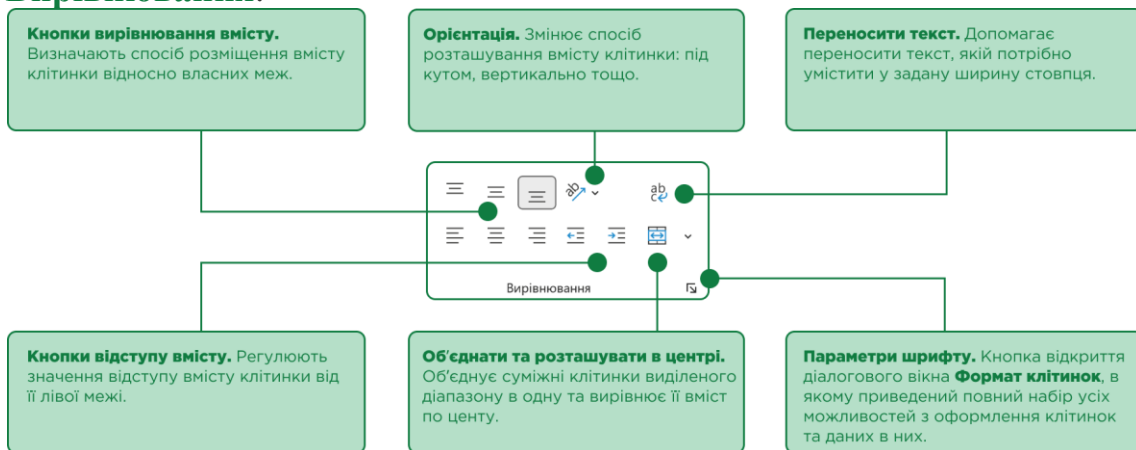 Вирівнювання.
Кнопки вирівнювання вмісту.
Визначають спосіб розміщення вмісту
клітинки відносно власних меж.
Орієнтація. Змінює спосіб
розташування вмісту клітинки: під
кутом, вертикально тощо.
Переносити текст. Допомагає
переносити текст, якій потрібно
умістити у задану ширину стовпця.
ab
ab
c
Вирівнювання
Кнопки відступу вмісту. Регулюють
значення відступу вмісту клітинки від
її лівої межі.
Об'єднати та розташувати в центрі.
Об'єднує суміжні клітинки виділеного
діапазону в одну та вирівнює її вміст
по центу.
Параметри шрифту. Кнопка відкриття
діалогового вікна Формат клітинок, в
якому приведений повний набір усіх
можливостей з оформлення клітинок
та даних в них.